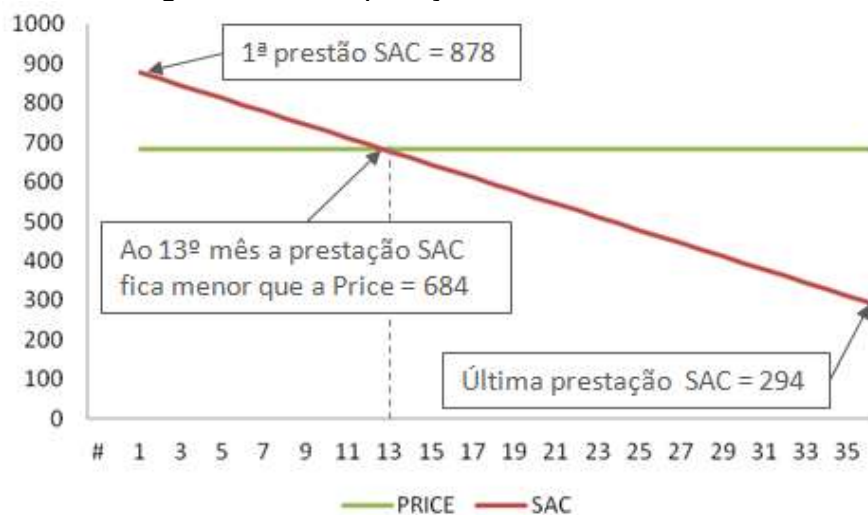 1000
900
800
700
600
500
400
300
200
100
0
1ª prestão SAC = 878
Ao 13º mês a prestação SAC
fica menor que a Price = 684
Última prestação SAC = 294
# 1 3 5 7 9 11 13 15 17 19 21 23 25 27 29 31 33 35
PRICE SAC